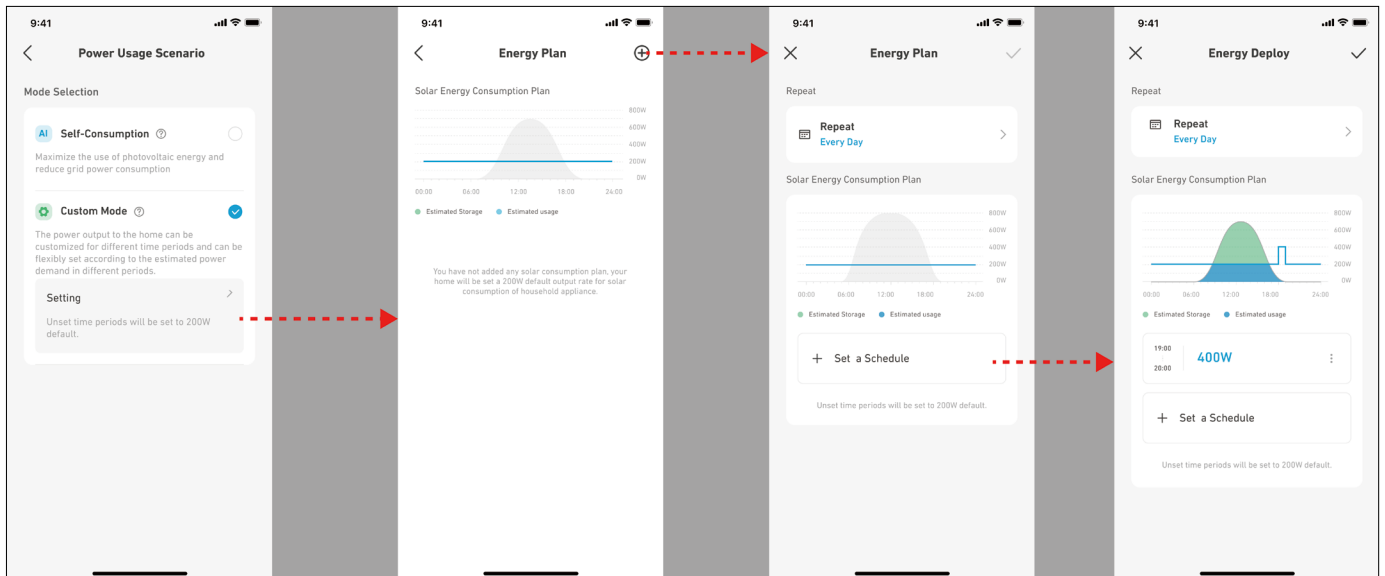 9:41
Power Usage Scenario
Mode Selection
AI Self-Consumption ?
Maximize the use of photovoltaic energy and
reduce grid power consumption
Custom Mode ?
The power output to the home can be
customized for different time periods and can be
flexibly set according to the estimated power
demand in different periods.
Setting
Unset time periods will be set to 200W
default.
9:41
Energy Plan
Solar Energy Consumption Plan
800W
600W
400W
200W
0W
00:00 06:00 12:00 18:00 24:00
Estimated Storage Estimated usage
You have not added any solar consumption plan, your
home will be set a 200W default output rate for solar
consumption of household appliance.
9:41
Energy Plan
Repeat
Repeat
Every Day
Solar Energy Consumption Plan
800W
600W
400W
200W
0W
00:00 06:00 12:00 18:00 24:00
Estimated Storage Estimated usage
+ Set a Schedule
Unset time periods will be set to 200W default.
9:41
Energy Deploy
Repeat
Repeat
Every Day
Solar Energy Consumption Plan
800W
600W
400W
200W
0W
00:00 06:00 12:00 18:00 24:00
Estimated Storage Estimated usage
19:00
400W
20:00
+ Set a Schedule
Unset time periods will be set to 200W default.